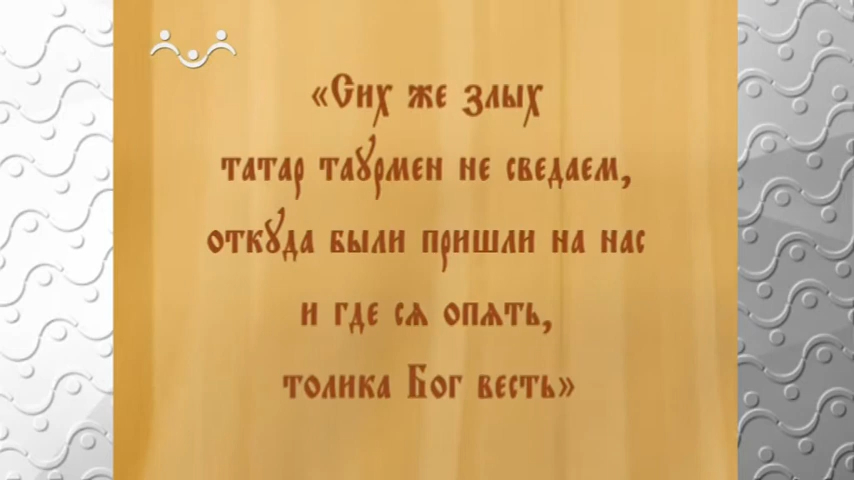 «Сих же злых
татар таурмен не сведаем,
откуда были пришли на нас
и где ся опять,
толика Бог весть»